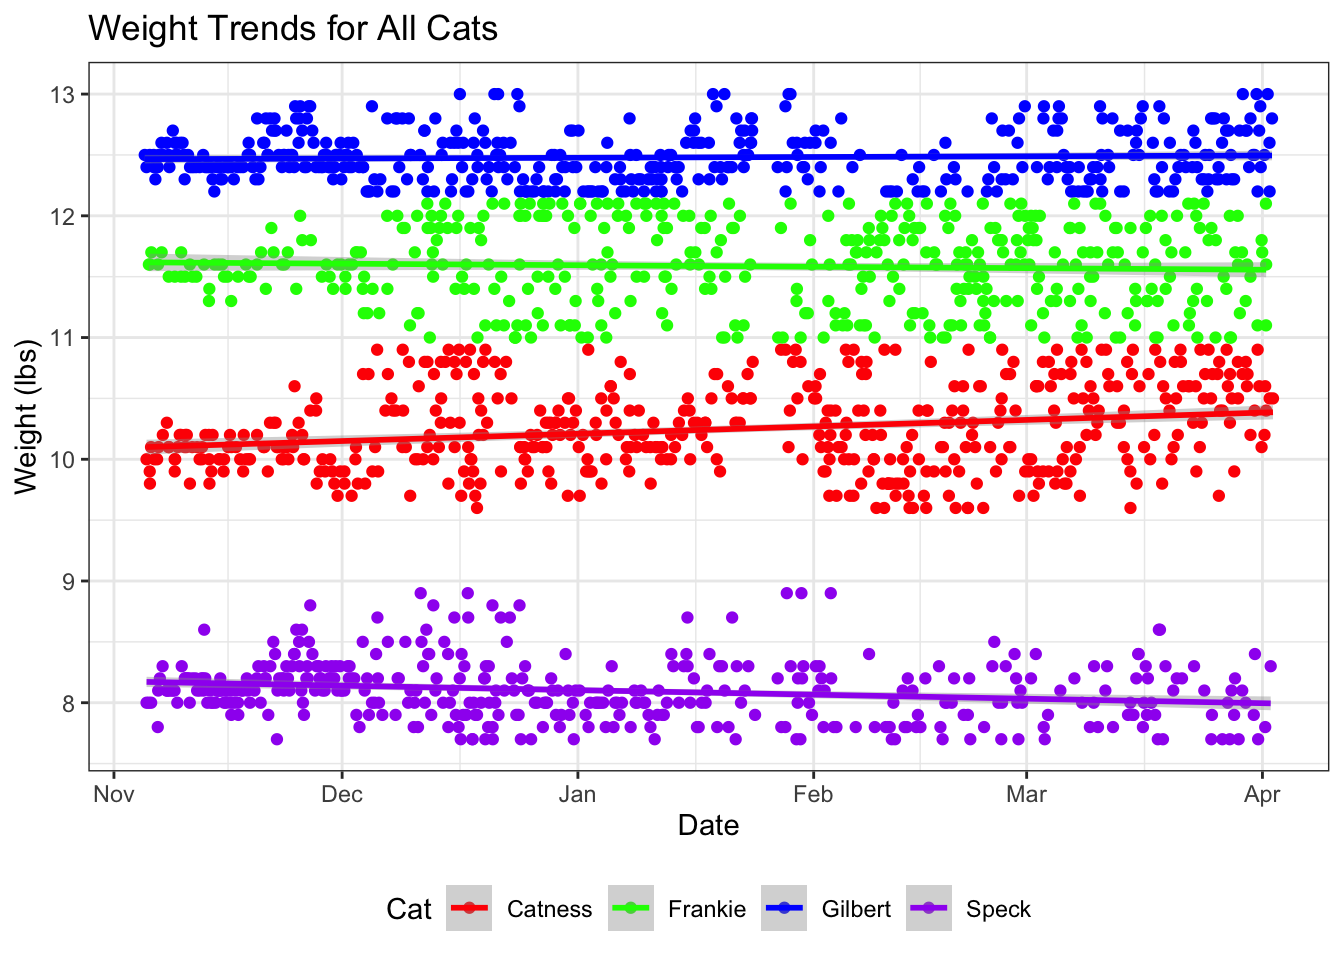 Weight Trends for All Cats
13
12
11
10
9
8
Weight (lbs)
Nov Dec Jan Feb Mar Apr
Date
Cat Catness Frankie Gilbert Speck